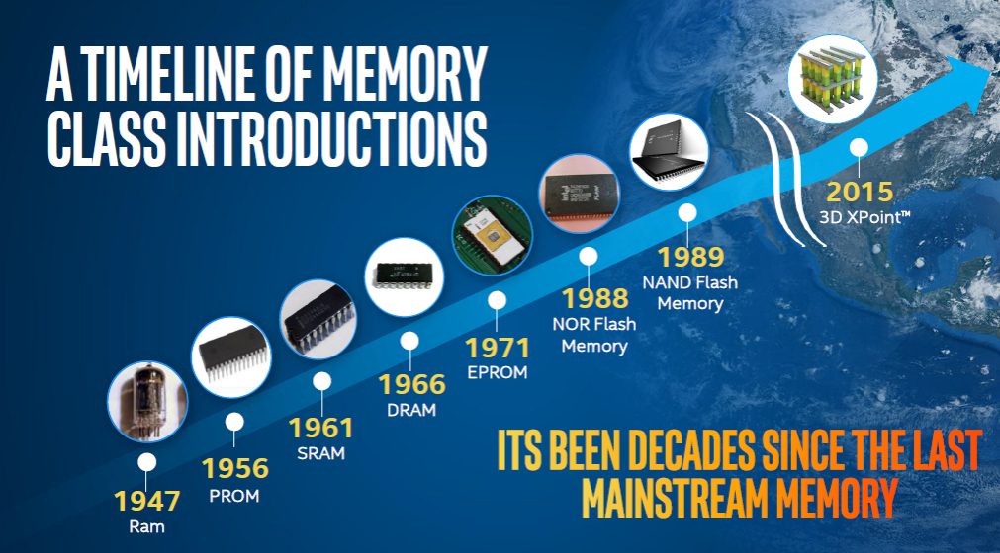 A TIMELINE OF MEMORY
CLASS INTRODUCTIONS
1947
Ram
1956
PROM
1961
SRAM
1966
DRAM
1971
EPROM
1988
NOR Flash
Memory
1989
NAND Flash
Memory
2015
3D XPoint™
ITS BEEN DECADES SINCE THE LAST
MAINSTREAM MEMORY
intel